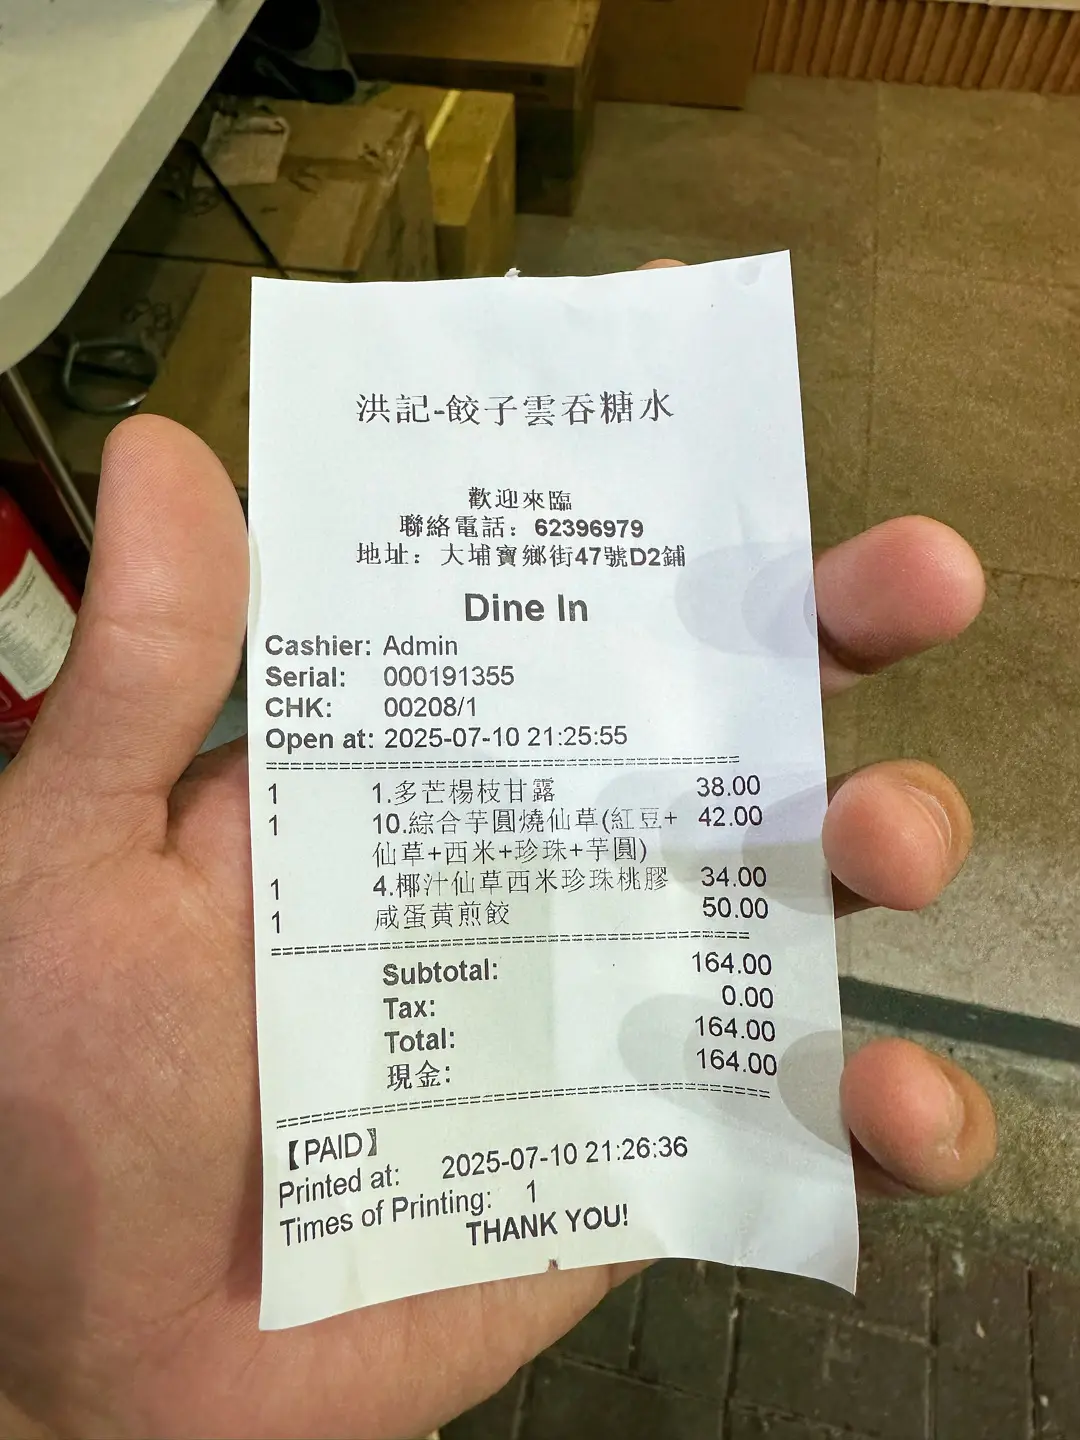 洪記-餃子雲吞糖水
歡迎來臨
聯絡電話：62396979
地址：大埔寶鄉街47號D2鋪
Dine In
Cashier: Admin
Serial: 000191355
CHK: 00208/1
Open at: 2025-07-10 21:25:55
1 1.多芒楊枝甘露 38.00
1 10.綜合芋圓燒仙草(紅豆+ 42.00
仙草+西米+珍珠+芋圓)
1 4.椰汁仙草西米珍珠桃膠 34.00
1 咸蛋黄煎餃 50.00
Subtotal: 164.00
Tax: 0.00
Total: 164.00
現金: 164.00
【PAID】
Printed at: 2025-07-10 21:26:36
Times of Printing: 1
THANK YOU!